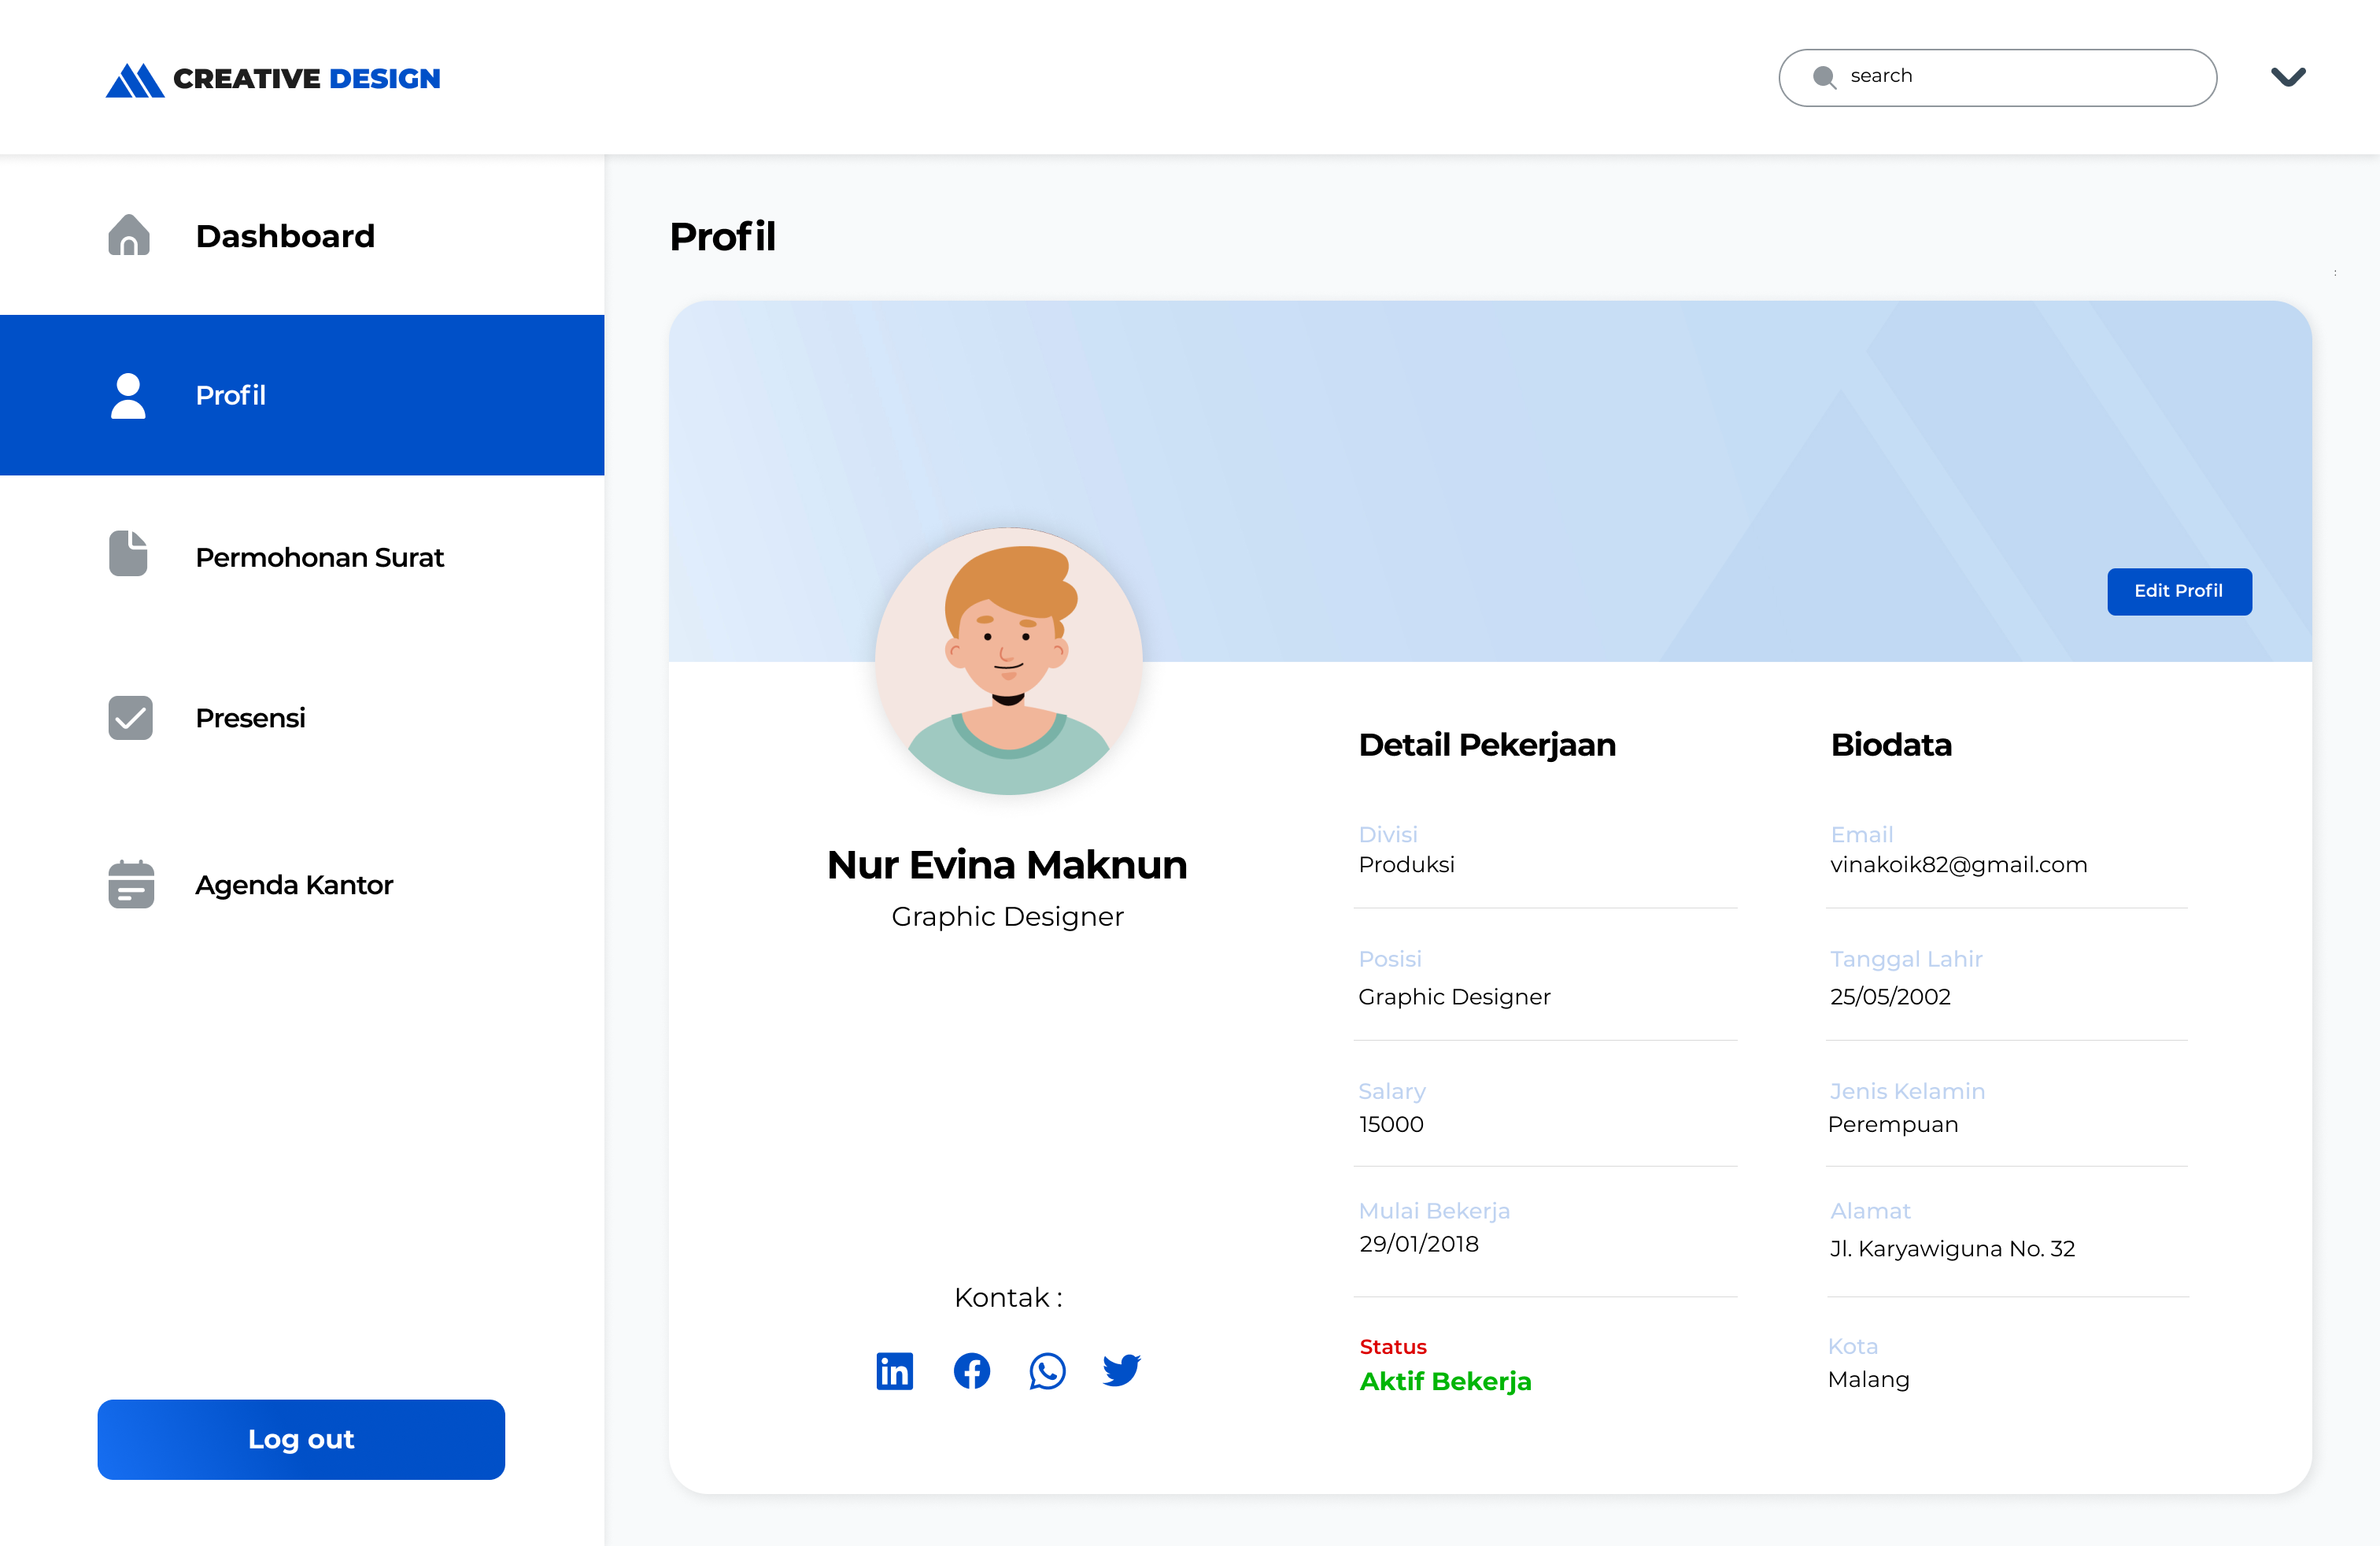 CREATIVE DESIGN
search
Dashboard
Profil
Permohonan Surat
Presensi
Agenda Kantor
Log out
Profil
Edit Profil
Nur Evina Maknun
Graphic Designer
Kontak :
Detail Pekerjaan
Divisi
Produksi
Posisi
Graphic Designer
Salary
15000
Mulai Bekerja
29/01/2018
Status
Aktif Bekerja
Biodata
Email
vinakoik82@gmail.com
Tanggal Lahir
25/05/2002
Jenis Kelamin
Perempuan
Alamat
Jl. Karyawiguna No. 32
Kota
Malang